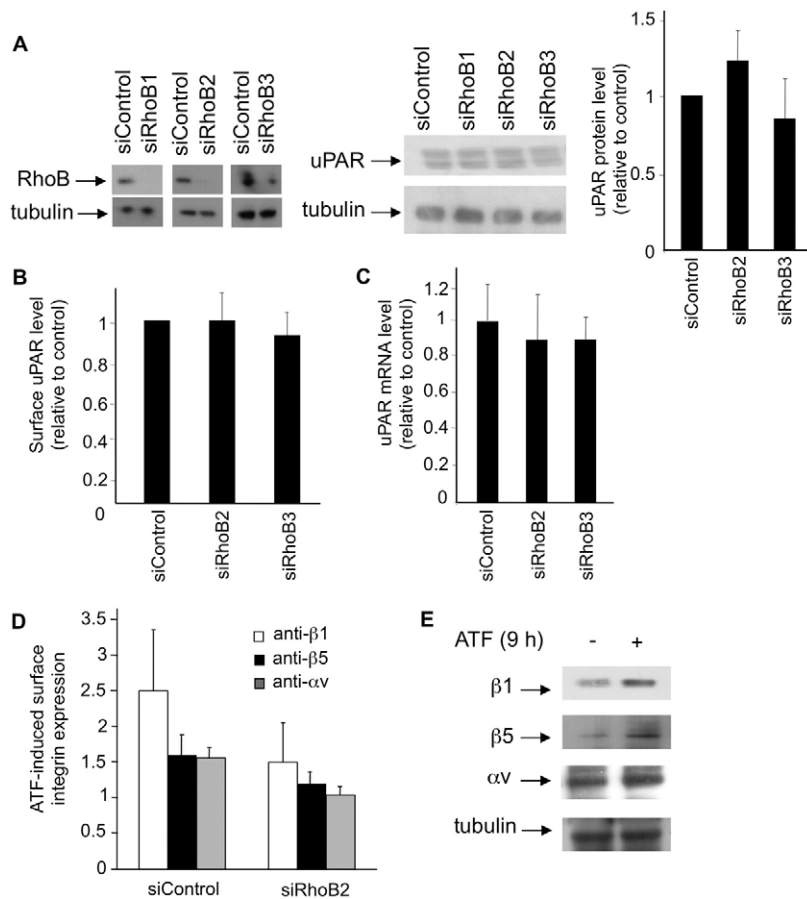 A
siControl
siRhoB1
siControl
siRhoB2
siControl
siRhoB3
RhoB
tubulin
siControl
siRhoB1
siRhoB2
siRhoB3
uPAR
tubulin
uPAR protein level
(relative to control)
1.5
1
0.5
0
siControl
siRhoB2
siRhoB3
B
Surface uPAR level
(relative to control)
1
0.8
0.6
0.4
0.2
0
siControl
siRhoB2
siRhoB3
C
uPAR mRNA level
(relative to control)
1.2
1
0.8
0.6
0.4
0.2
0
siControl
siRhoB2
siRhoB3
D
ATF-induced surface
integrin expression
3.5
3
2.5
2
1.5
1
0.5
0
anti-β1
anti-β5
anti-αv
siControl
siRhoB2
E
ATF (9 h) - +
β1
β5
αv
tubulin